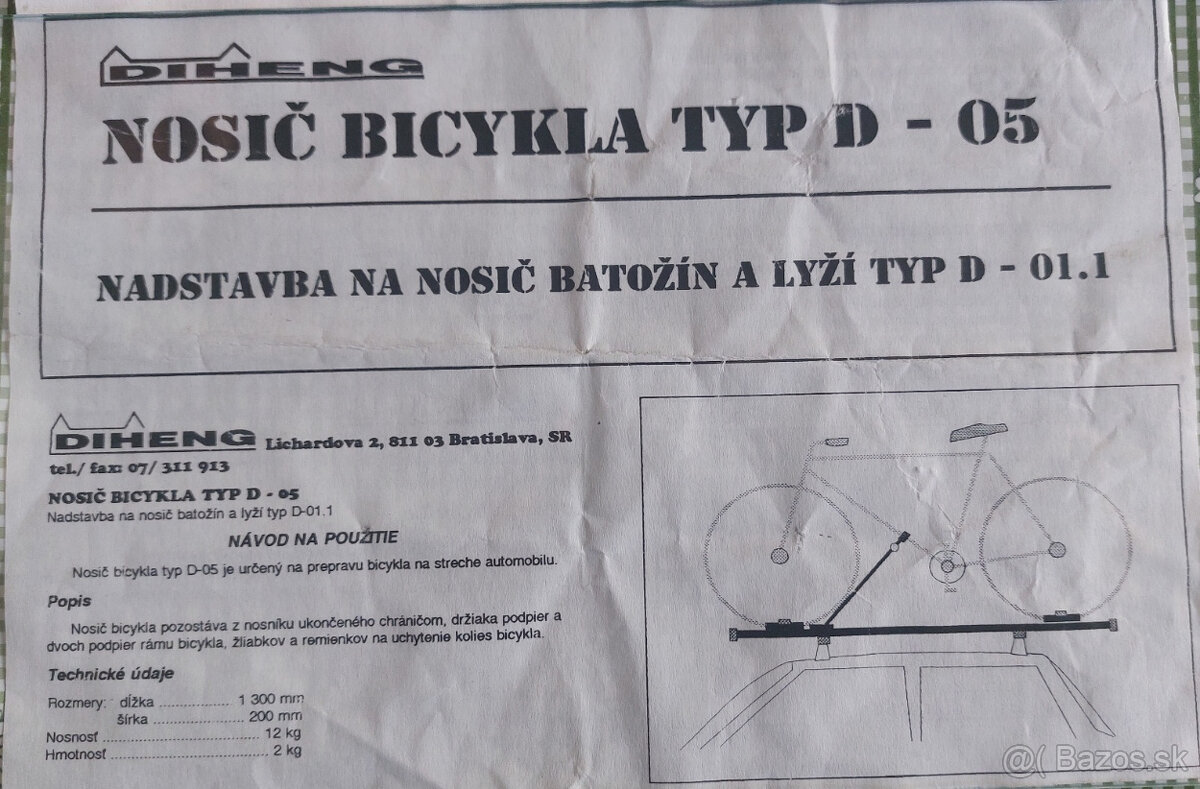 DIHENG
NOSIČ BICYKLA TYP D - 05
NADSTAVBA NA NOSIČ BATOŽÍN A LYŽÍ TYP D - 01.1
DIHENG Lichardova 2, 811 03 Bratislava, SR
tel./ fax: 07/ 311 913
NOSIČ BICYKLA TYP D - 05
Nadstavba na nosič batožín a lyží typ D-01.1
NÁVOD NA POUŽITIE
Nosič bicykla typ D-05 je určený na prepravu bicykla na streche automobilu.
Popis
Nosič bicykla pozostáva z nosníku ukončeného chráničom, držiaka podpier a
dvoch podpier rámu bicykla, žliabkov a remienkov na uchytenie kolies bicykla.
Technické údaje
Rozmery: dĺžka .................. 1 300 mm
šírka ....................... 200 mm
Nosnosť ....................................... 12 kg
Hmotnosť ....................................... 2 kg
@( Bazos.sk